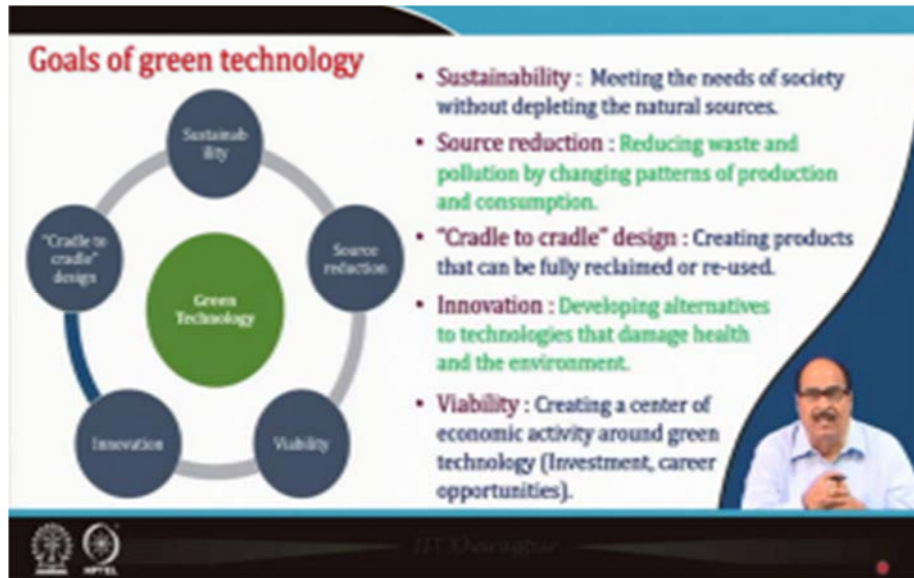 Goals of green technology
Sustainab
ility
"Cradle to
cradle"
design
Source
reduction
Green
Technology
Innovation
Viability
• Sustainability : Meeting the needs of society
without depleting the natural sources.
• Source reduction : Reducing waste and
pollution by changing patterns of production
and consumption.
• "Cradle to cradle" design : Creating products
that can be fully reclaimed or re-used.
• Innovation : Developing alternatives
to technologies that damage health
and the environment.
• Viability : Creating a center of
economic activity around green
technology (Investment, career
opportunities).
NPTEL
IIT Kharagpur